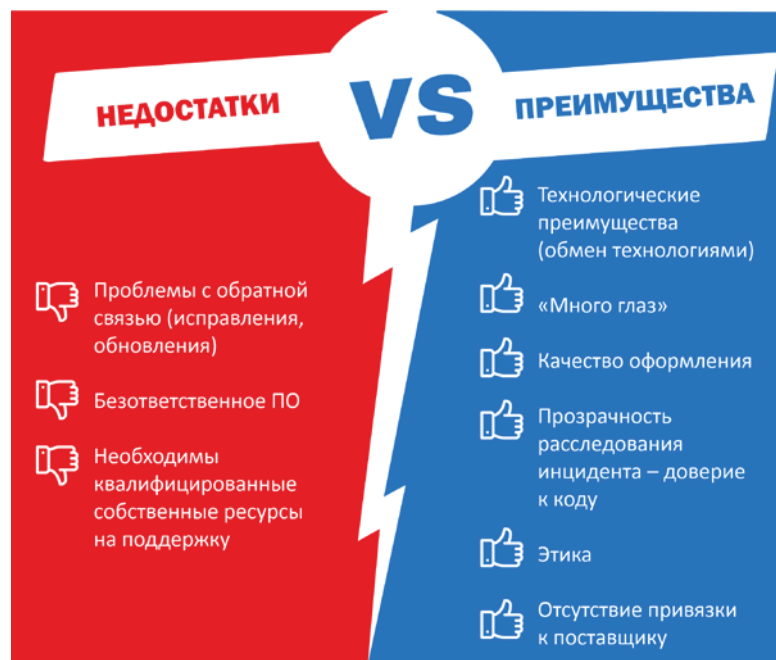 НЕДОСТАТКИ
VS
ПРЕИМУЩЕСТВА
Проблемы с обратной
связью (исправления,
обновления)
Безответственное ПО
Необходимы
квалифицированные
собственные ресурсы
на поддержку
Технологические
преимущества
(обмен технологиями)
«Много глаз»
Качество оформления
Прозрачность
расследования
инцидента – доверие
к коду
Этика
Отсутствие привязки
к поставщику